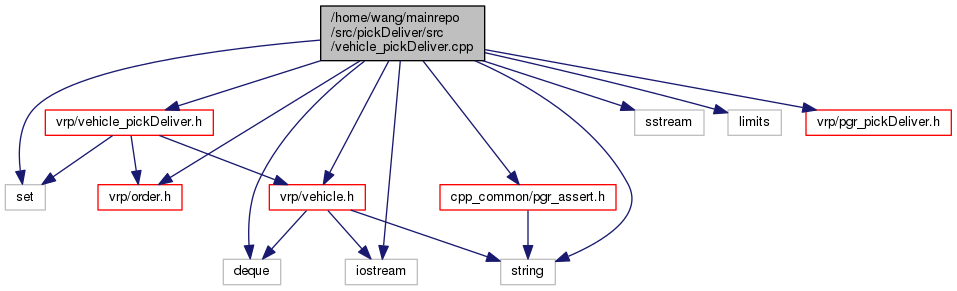 /home/wang/mainrepo
/src/pickDeliver/src
/vehicle_pickDeliver.cpp
vrp/vehicle_pickDeliver.h
sstream
limits
vrp/pgr_pickDeliver.h
set
vrp/order.h
vrp/vehicle.h
cpp_common/pgr_assert.h
deque
iostream
string